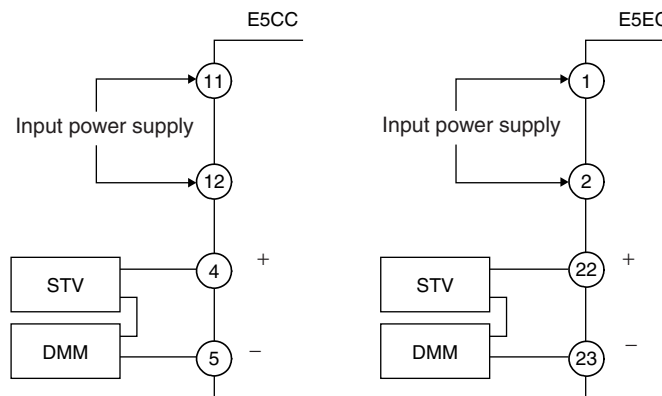 E5CC
11
Input power supply
12
+
4
STV
DMM
5
−
E5EC
1
Input power supply
2
+
22
STV
DMM
23
−